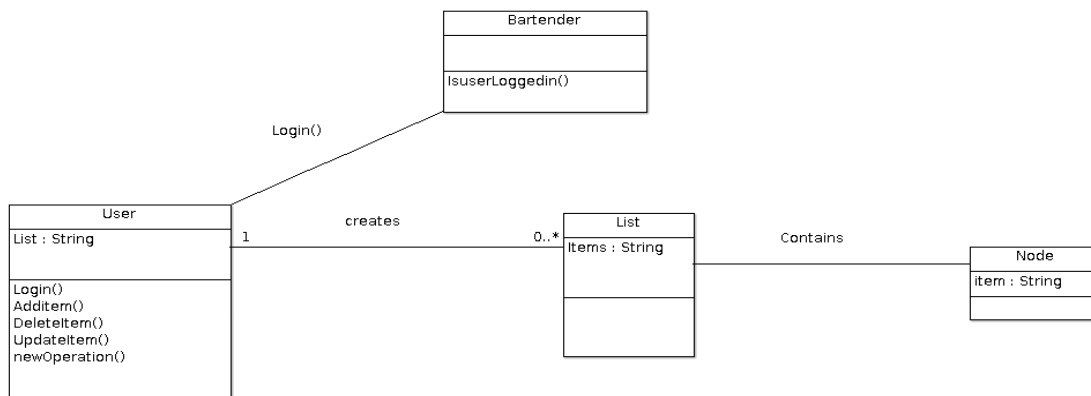 Bartender
IsuserLoggedin()
Login()
User
List : String
Login()
Additem()
DeleteItem()
UpdateItem()
newOperation()
creates
1
0..*
List
Items : String
Contains
Node
item : String